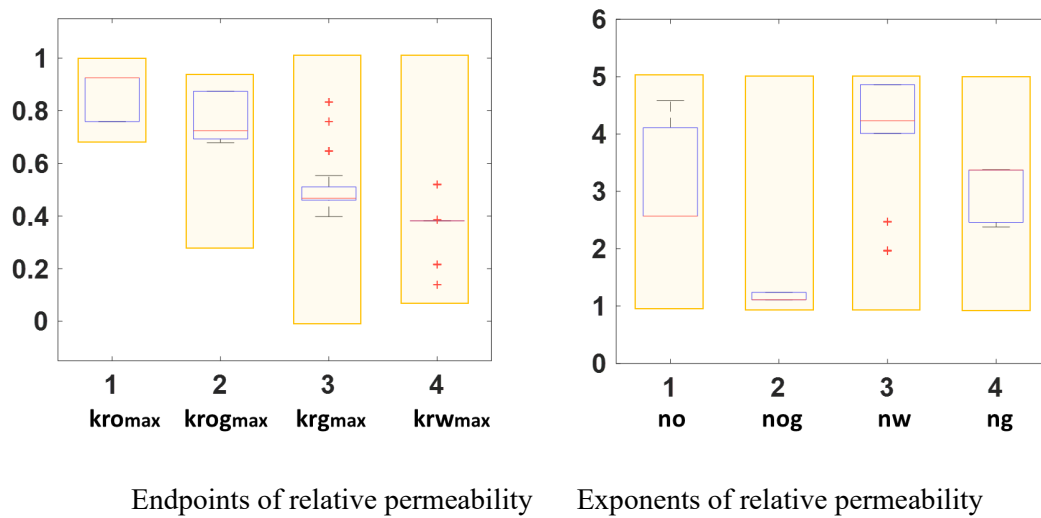 1
0.8
0.6
0.4
0.2
0
1 2 3 4
kromax krogmax krgmax krwmax
6
5
4
3
2
1
0
1 2 3 4
no nog nw ng
Endpoints of relative permeability
Exponents of relative permeability